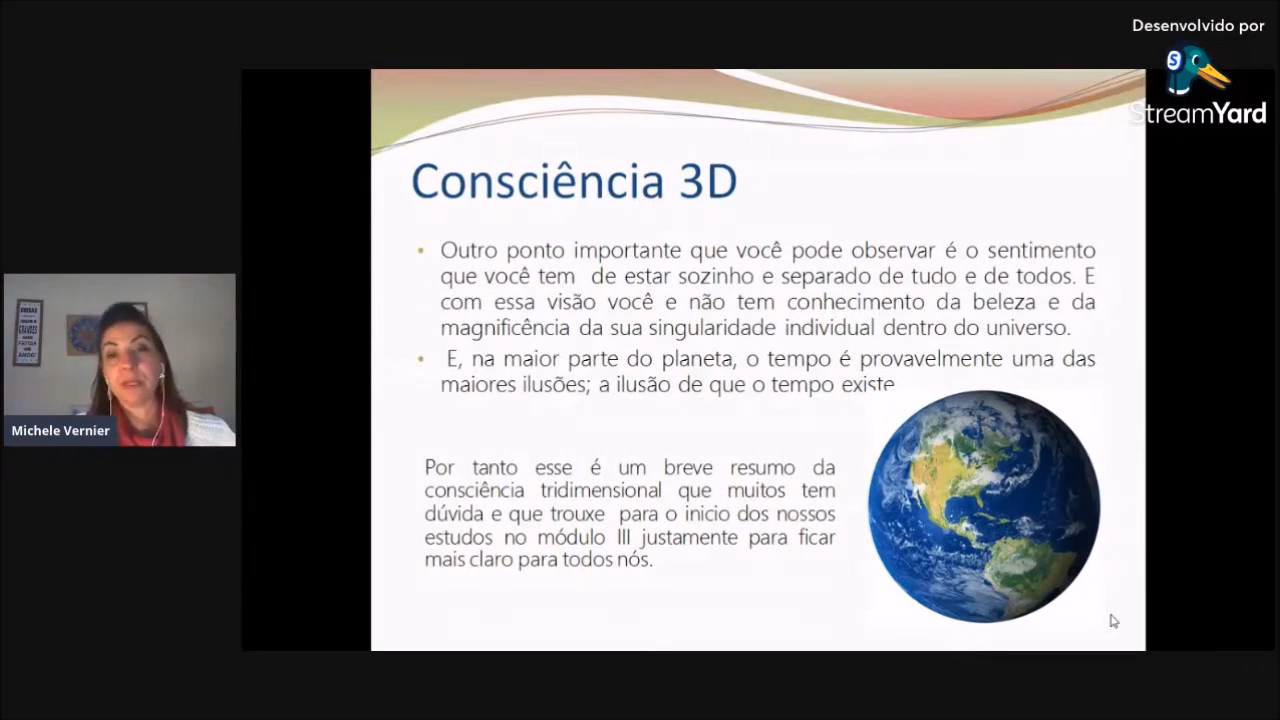 Desenvolvido por
S
StreamYard
Consciência 3D
• Outro ponto importante que você pode observar é o sentimento
que você tem de estar sozinho e separado de tudo e de todos. E
com essa visão você e não tem conhecimento da beleza e da
magnificência da sua singularidade individual dentro do universo.
• E, na maior parte do planeta, o tempo é provavelmente uma das
maiores ilusões; a ilusão de que o tempo existe
Por tanto esse é um breve resumo da
consciência tridimensional que muitos tem
dúvida e que trouxe para o inicio dos nossos
estudos no módulo III justamente para ficar
mais claro para todos nós.
GRANDES
AMOR!
Michele Vernier